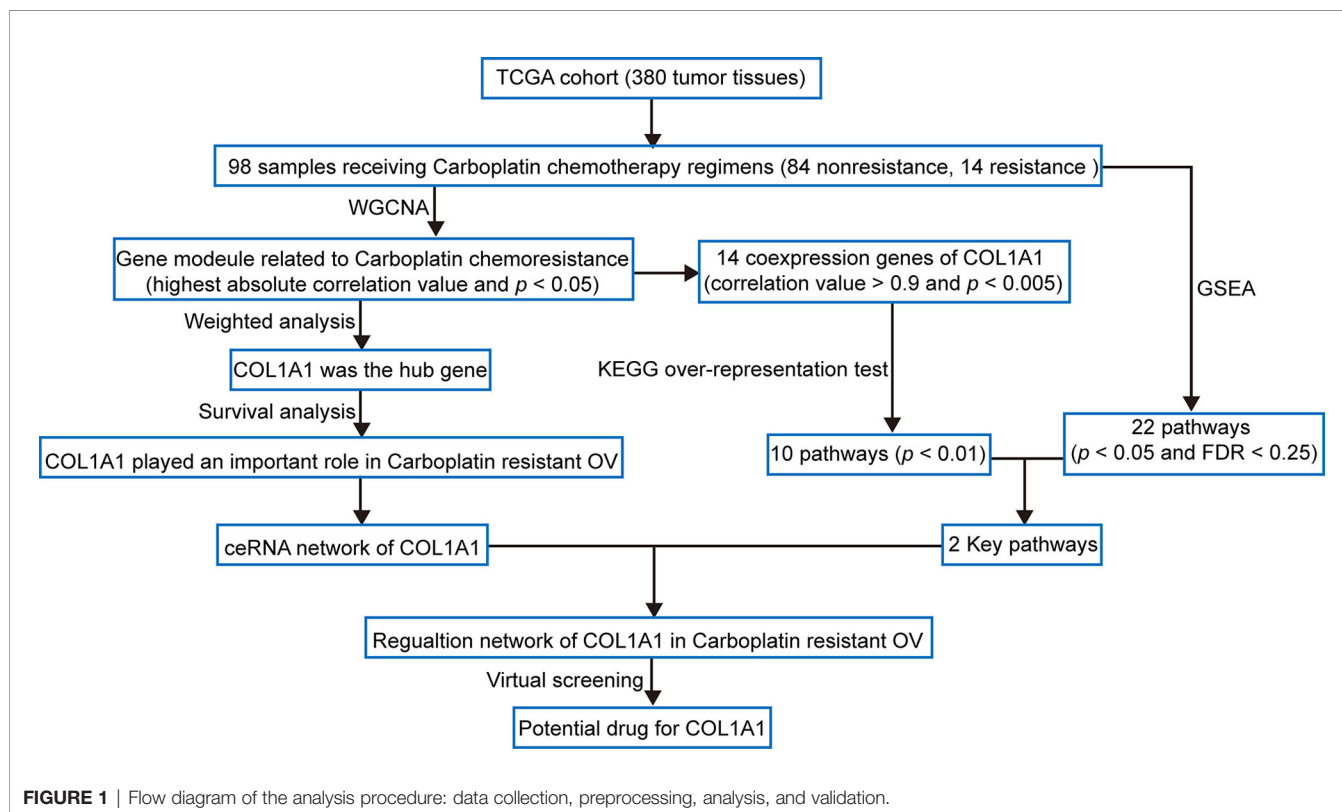 TCGA cohort (380 tumor tissues)
98 samples receiving Carboplatin chemotherapy regimens (84 nonresistance, 14 resistance )
WGCNA
Gene modeule related to Carboplatin chemoresistance
(highest absolute correlation value and p < 0.05)
14 coexpression genes of COL1A1
(correlation value > 0.9 and p < 0.005)
GSEA
Weighted analysis
COL1A1 was the hub gene
KEGG over-representation test
Survival analysis
COL1A1 played an important role in Carboplatin resistant OV
10 pathways (p < 0.01)
22 pathways
(p < 0.05 and FDR < 0.25)
ceRNA network of COL1A1
2 Key pathways
Regualtion network of COL1A1 in Carboplatin resistant OV
Virtual screening
Potential drug for COL1A1
FIGURE 1 | Flow diagram of the analysis procedure: data collection, preprocessing, analysis, and validation.